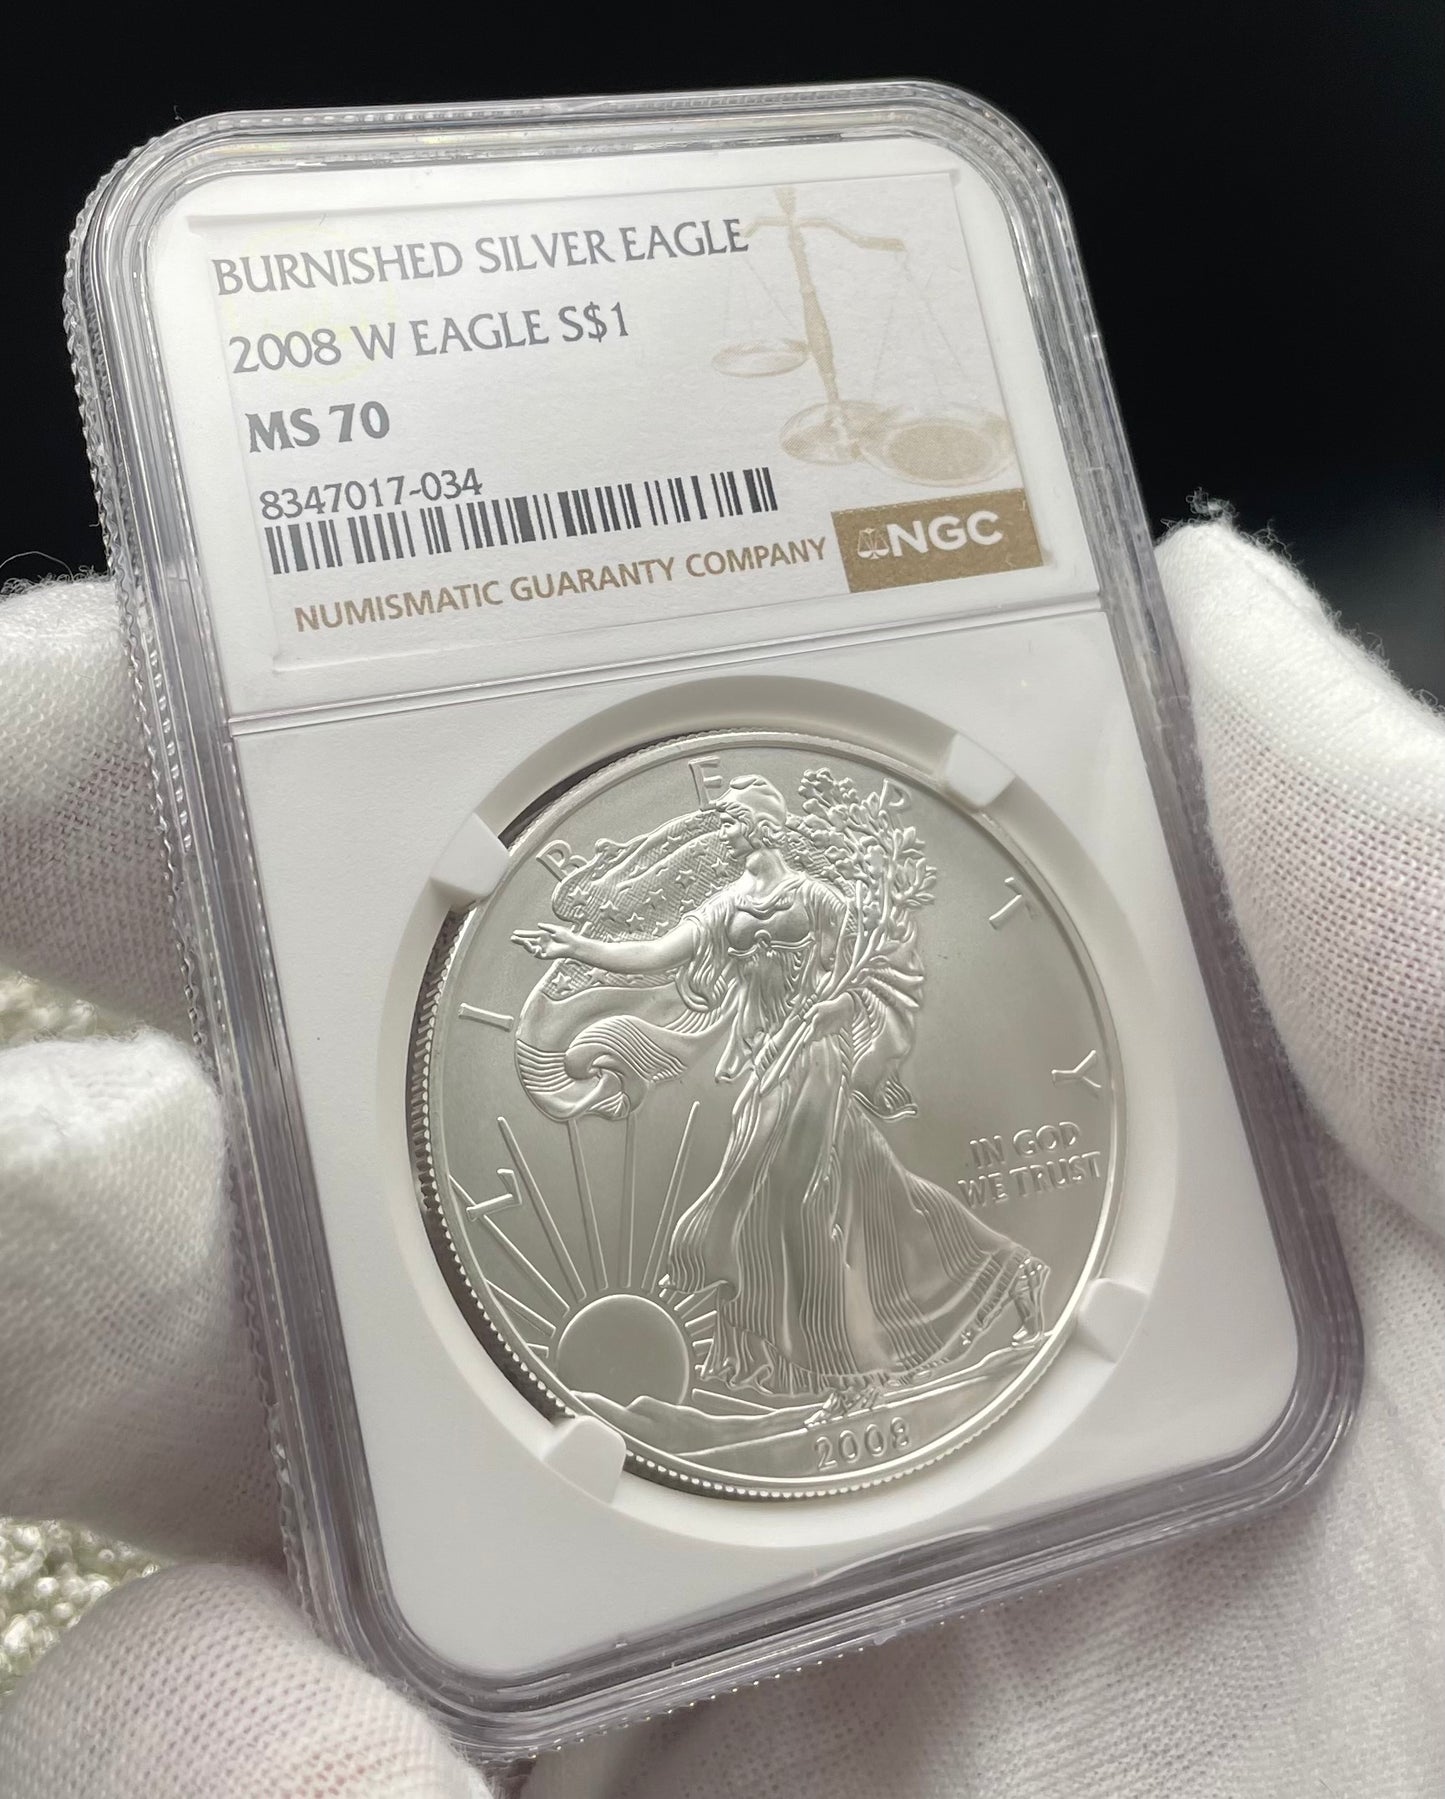 BURNISHED SILVER EAGLE
2008 W EAGLE S$1
MS 70
8347017-034
NUMISMATIC GUARANTY COMPANY
NGC
LIBERTY
IN GOD
WE TRUST
2008